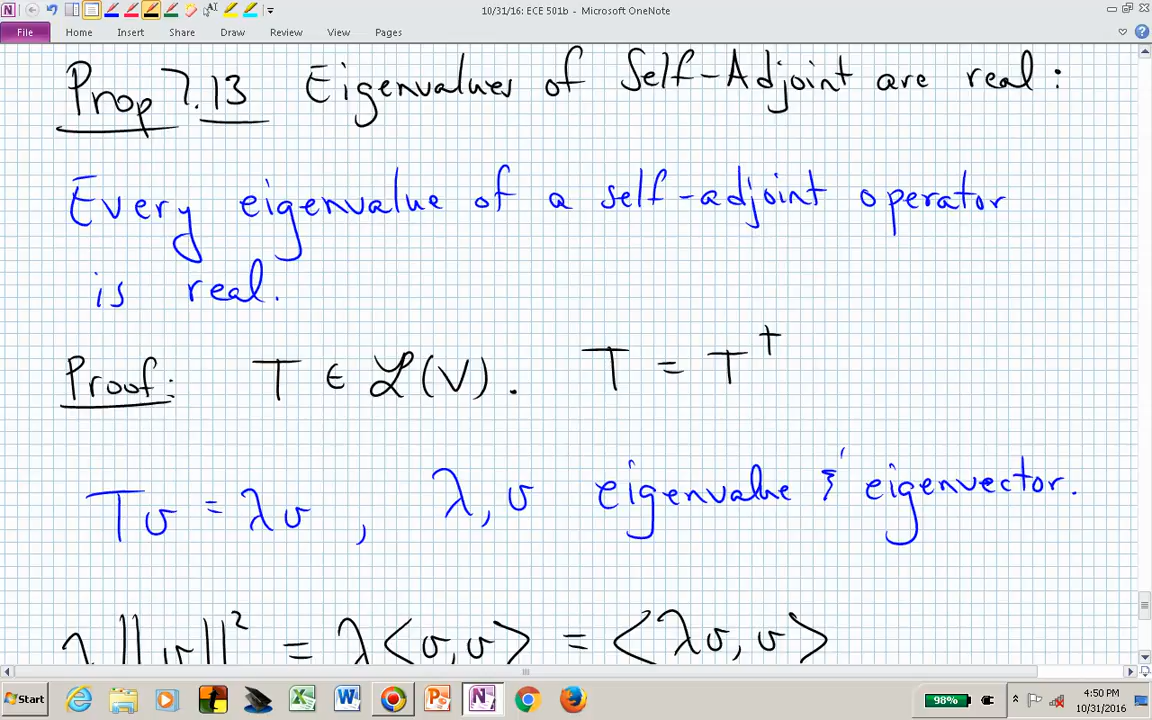 10/31/16: ECE 501b - Microsoft OneNote
File Home Insert Share Draw Review View Pages
Prop 7.13 Eigenvalues of Self-Adjoint are real:
Every eigenvalue of a self-adjoint operator
is real.
Proof: T ∈ ℒ(V). T = T†
Tv = λv, λ, v eigenvalue & eigenvector.
λ||v||² = λ<v,v> = <λv,v>
Start
98%
4:50 PM
10/31/2016